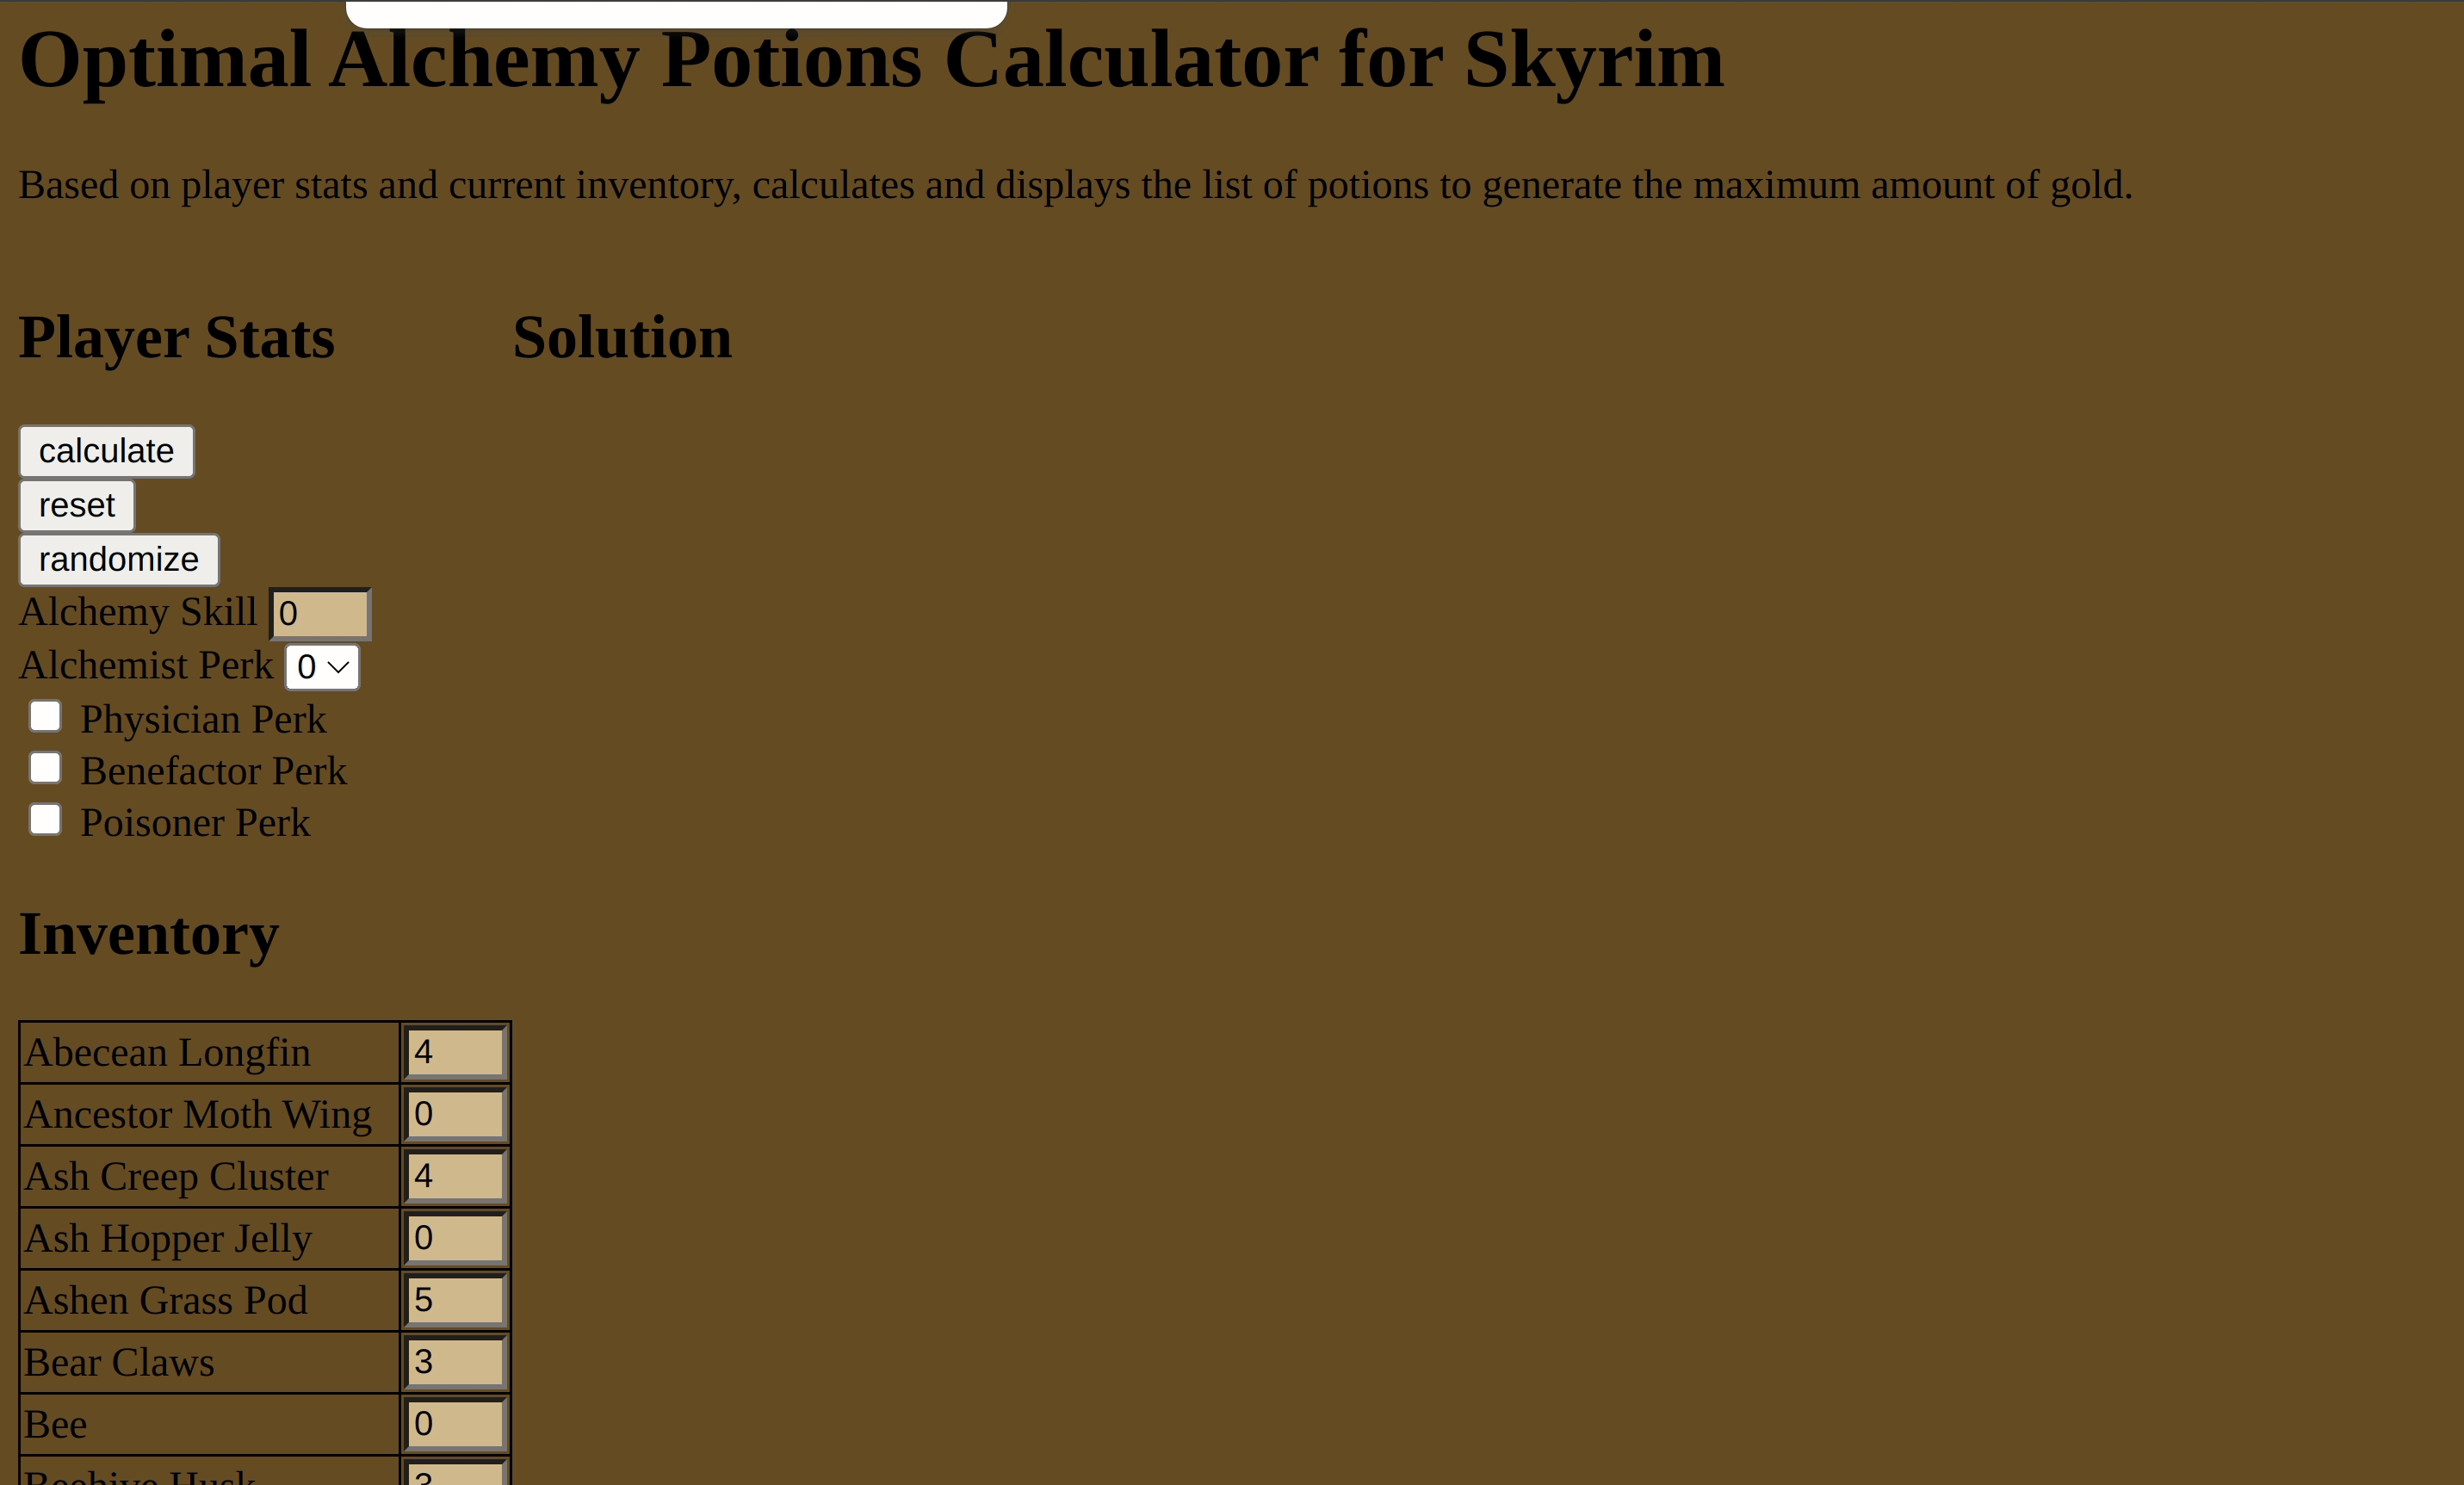 Optimal Alchemy Potions Calculator for Skyrim
Based on player stats and current inventory, calculates and displays the list of potions to generate the maximum amount of gold.
Player Stats
Solution
calculate
reset
randomize
Alchemy Skill 0
Alchemist Perk 0
Physician Perk
Benefactor Perk
Poisoner Perk
Inventory
Abecean Longfin 4
Ancestor Moth Wing 0
Ash Creep Cluster 4
Ash Hopper Jelly 0
Ashen Grass Pod 5
Bear Claws 3
Bee 0
Beehive Husk 3